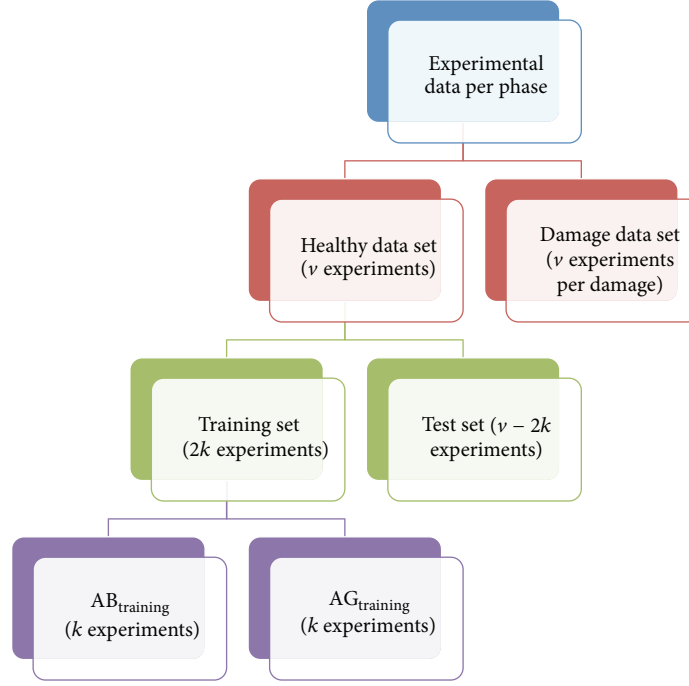 Experimental
data per phase
Healthy data set
(ν experiments)
Damage data set
(ν experiments
per damage)
Training set
(2k experiments)
Test set (ν – 2k
experiments)
AB_training
(k experiments)
AG_training
(k experiments)